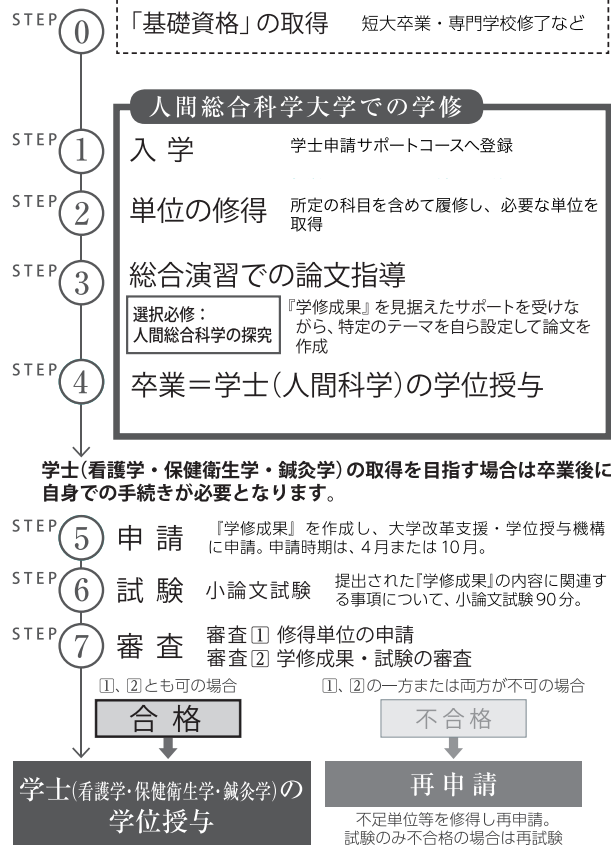 STEP 0 「基礎資格」の取得 短大卒業・専門学校修了など
人間総合科学大学での学修
STEP 1 入学 学士申請サポートコースへ登録
STEP 2 単位の修得 所定の科目を含めて履修し、必要な単位を
取得
STEP 3 総合演習での論文指導
選択必修：
人間総合科学の探究
『学修成果』を見据えたサポートを受けな
がら、特定のテーマを自ら設定して論文を
作成
STEP 4 卒業＝学士（人間科学）の学位授与
学士（看護学・保健衛生学・鍼灸学）の取得を目指す場合は卒業後に
自身での手続きが必要となります。
STEP 5 申請 『学修成果』を作成し、大学改革支援・学位授与機構
に申請。申請時期は、4月または10月。
STEP 6 試験 小論文試験 提出された『学修成果』の内容に関連す
る事項について、小論文試験90分。
STEP 7 審査 審査1 修得単位の申請
審査2 学修成果・試験の審査
1、2とも可の場合
合格
学士（看護学・保健衛生学・鍼灸学）の
学位授与
1、2の一方または両方が不可の場合
不合格
再申請
不足単位等を修得し再申請。
試験のみ不合格の場合は再試験